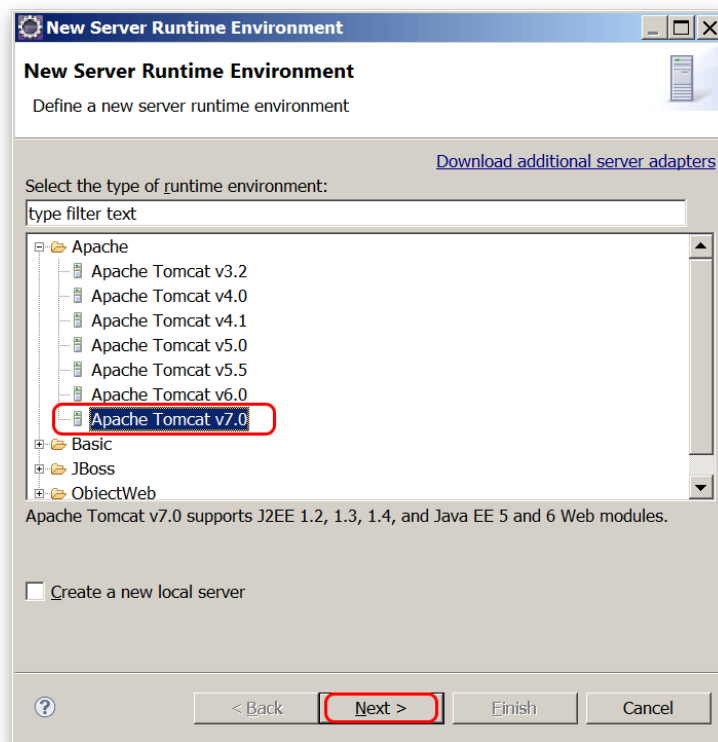 New Server Runtime Environment
New Server Runtime Environment
Define a new server runtime environment
Download additional server adapters
Select the type of runtime environment:
type filter text
Apache
Apache Tomcat v3.2
Apache Tomcat v4.0
Apache Tomcat v4.1
Apache Tomcat v5.0
Apache Tomcat v5.5
Apache Tomcat v6.0
Apache Tomcat v7.0
Basic
JBoss
ObjectWeb
Apache Tomcat v7.0 supports J2EE 1.2, 1.3, 1.4, and Java EE 5 and 6 Web modules.
Create a new local server
? < Back Next > Finish Cancel